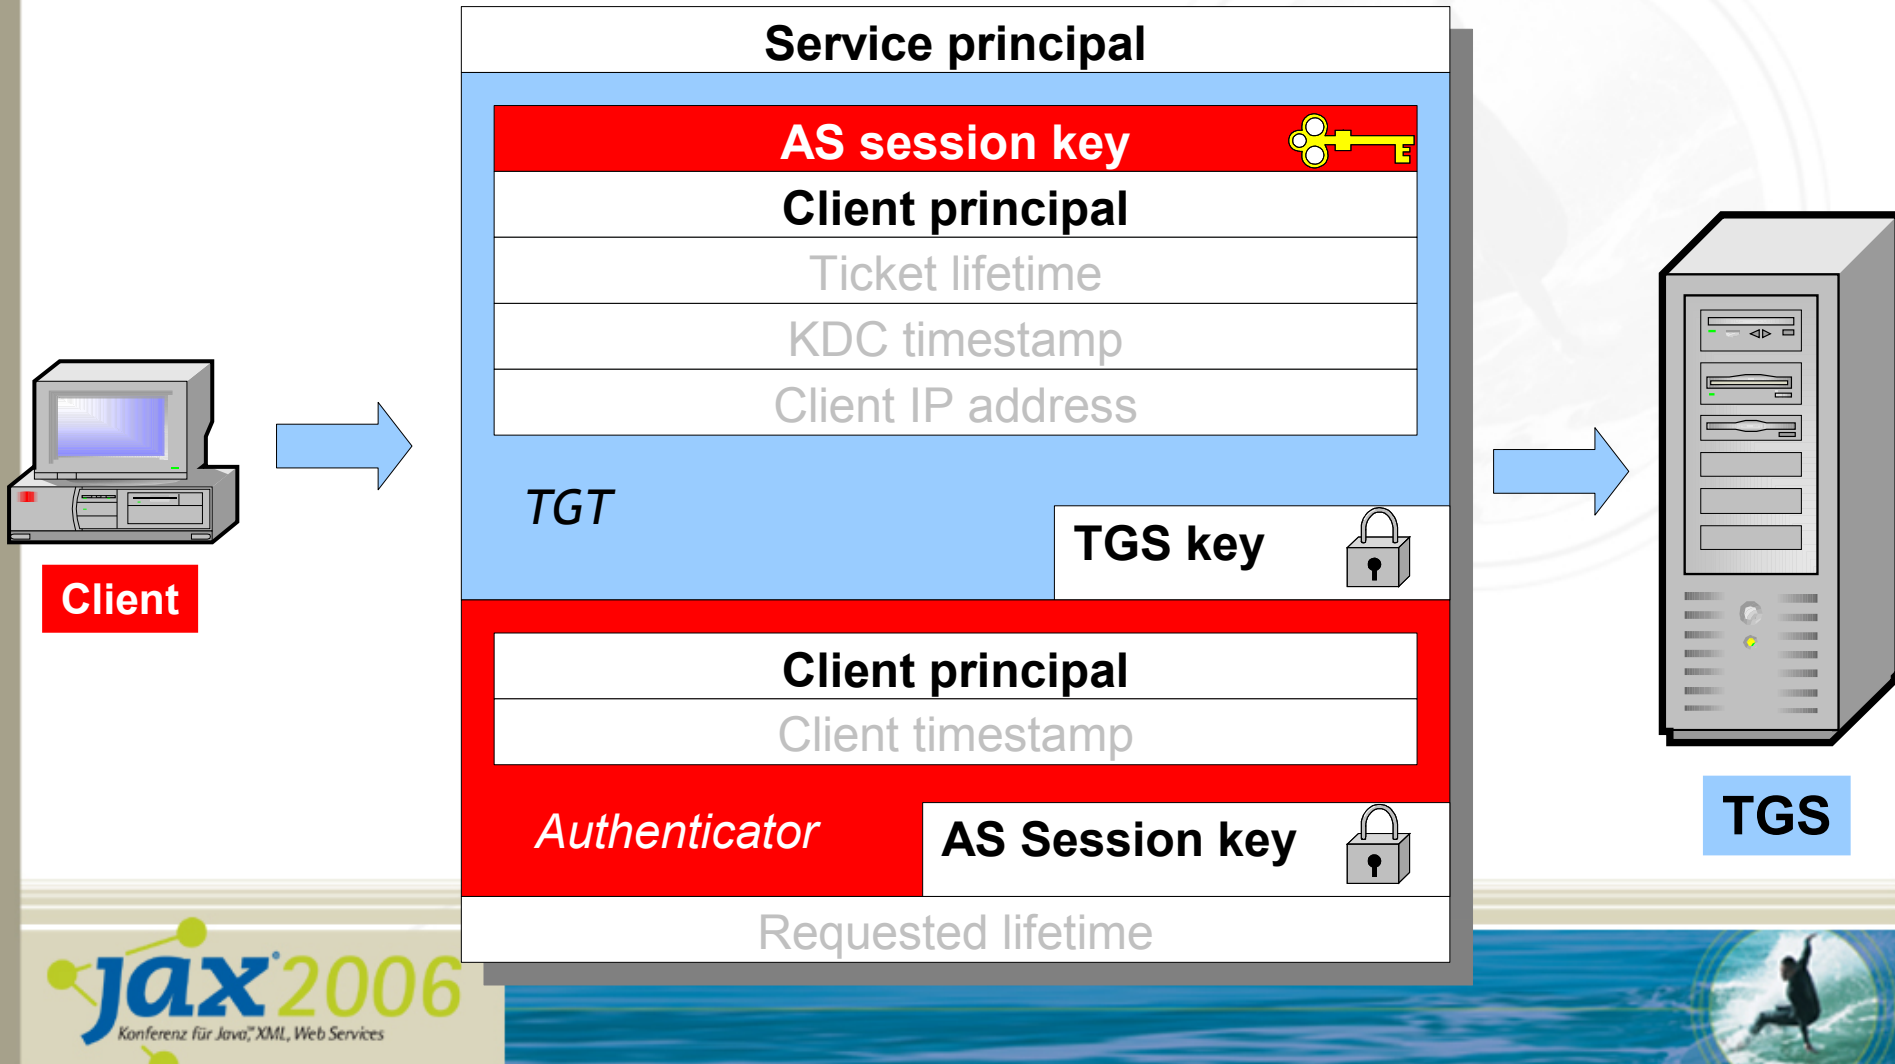 Service principal
AS session key
Client principal
Ticket lifetime
KDC timestamp
Client IP address
TGT
TGS key
Client
Client principal
Client timestamp
Authenticator
AS Session key
TGS
Requested lifetime
jax 2006
Konferenz für Java,™ XML, Web Services